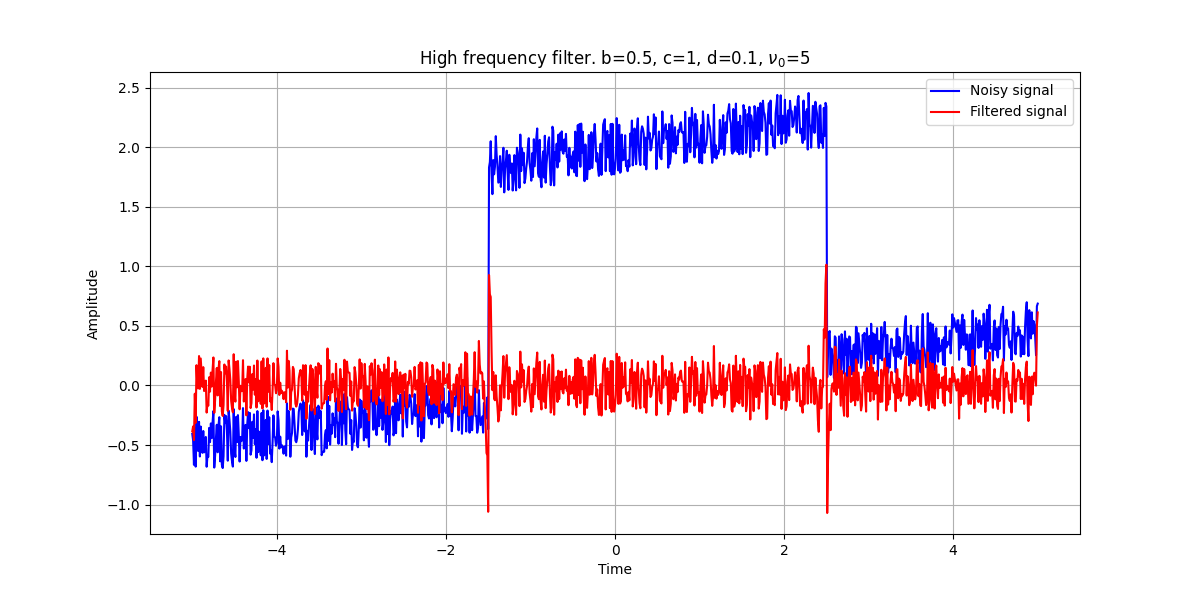 High frequency filter. b=0.5, c=1, d=0.1, ν₀=5
Noisy signal
Filtered signal
Amplitude
2.5
2.0
1.5
1.0
0.5
0.0
−0.5
−1.0
−4
−2
0
2
4
Time